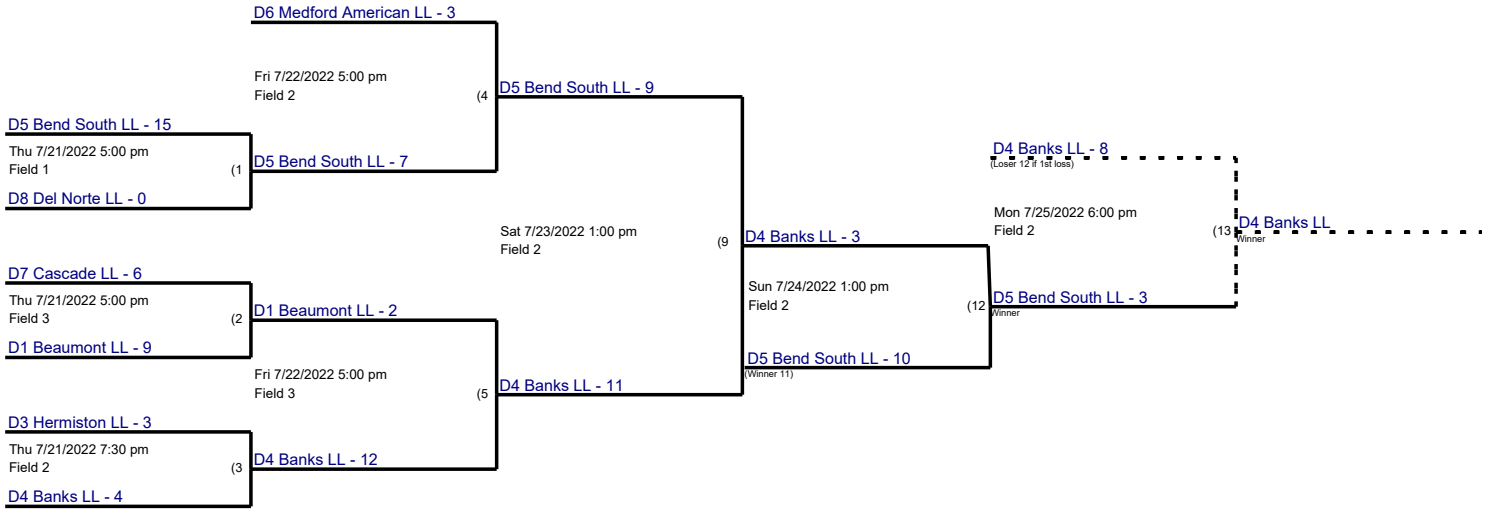 D6 Medford American LL - 3
Fri 7/22/2022 5:00 pm
Field 2
(4
D5 Bend South LL - 9
D5 Bend South LL - 15
Thu 7/21/2022 5:00 pm
Field 1
(1
D5 Bend South LL - 7
D8 Del Norte LL - 0
D4 Banks LL - 8
(Loser 12 if 1st loss)
Mon 7/25/2022 6:00 pm
Field 2
(13
D4 Banks LL
Winner
Sat 7/23/2022 1:00 pm
Field 2
(9
D4 Banks LL - 3
D7 Cascade LL - 6
Thu 7/21/2022 5:00 pm
Field 3
(2
D1 Beaumont LL - 2
D1 Beaumont LL - 9
Sun 7/24/2022 1:00 pm
Field 2
(12
D5 Bend South LL - 3
Winner
D5 Bend South LL - 10
(Winner 11)
Fri 7/22/2022 5:00 pm
Field 3
(5
D4 Banks LL - 11
D3 Hermiston LL - 3
Thu 7/21/2022 7:30 pm
Field 2
(3
D4 Banks LL - 12
D4 Banks LL - 4